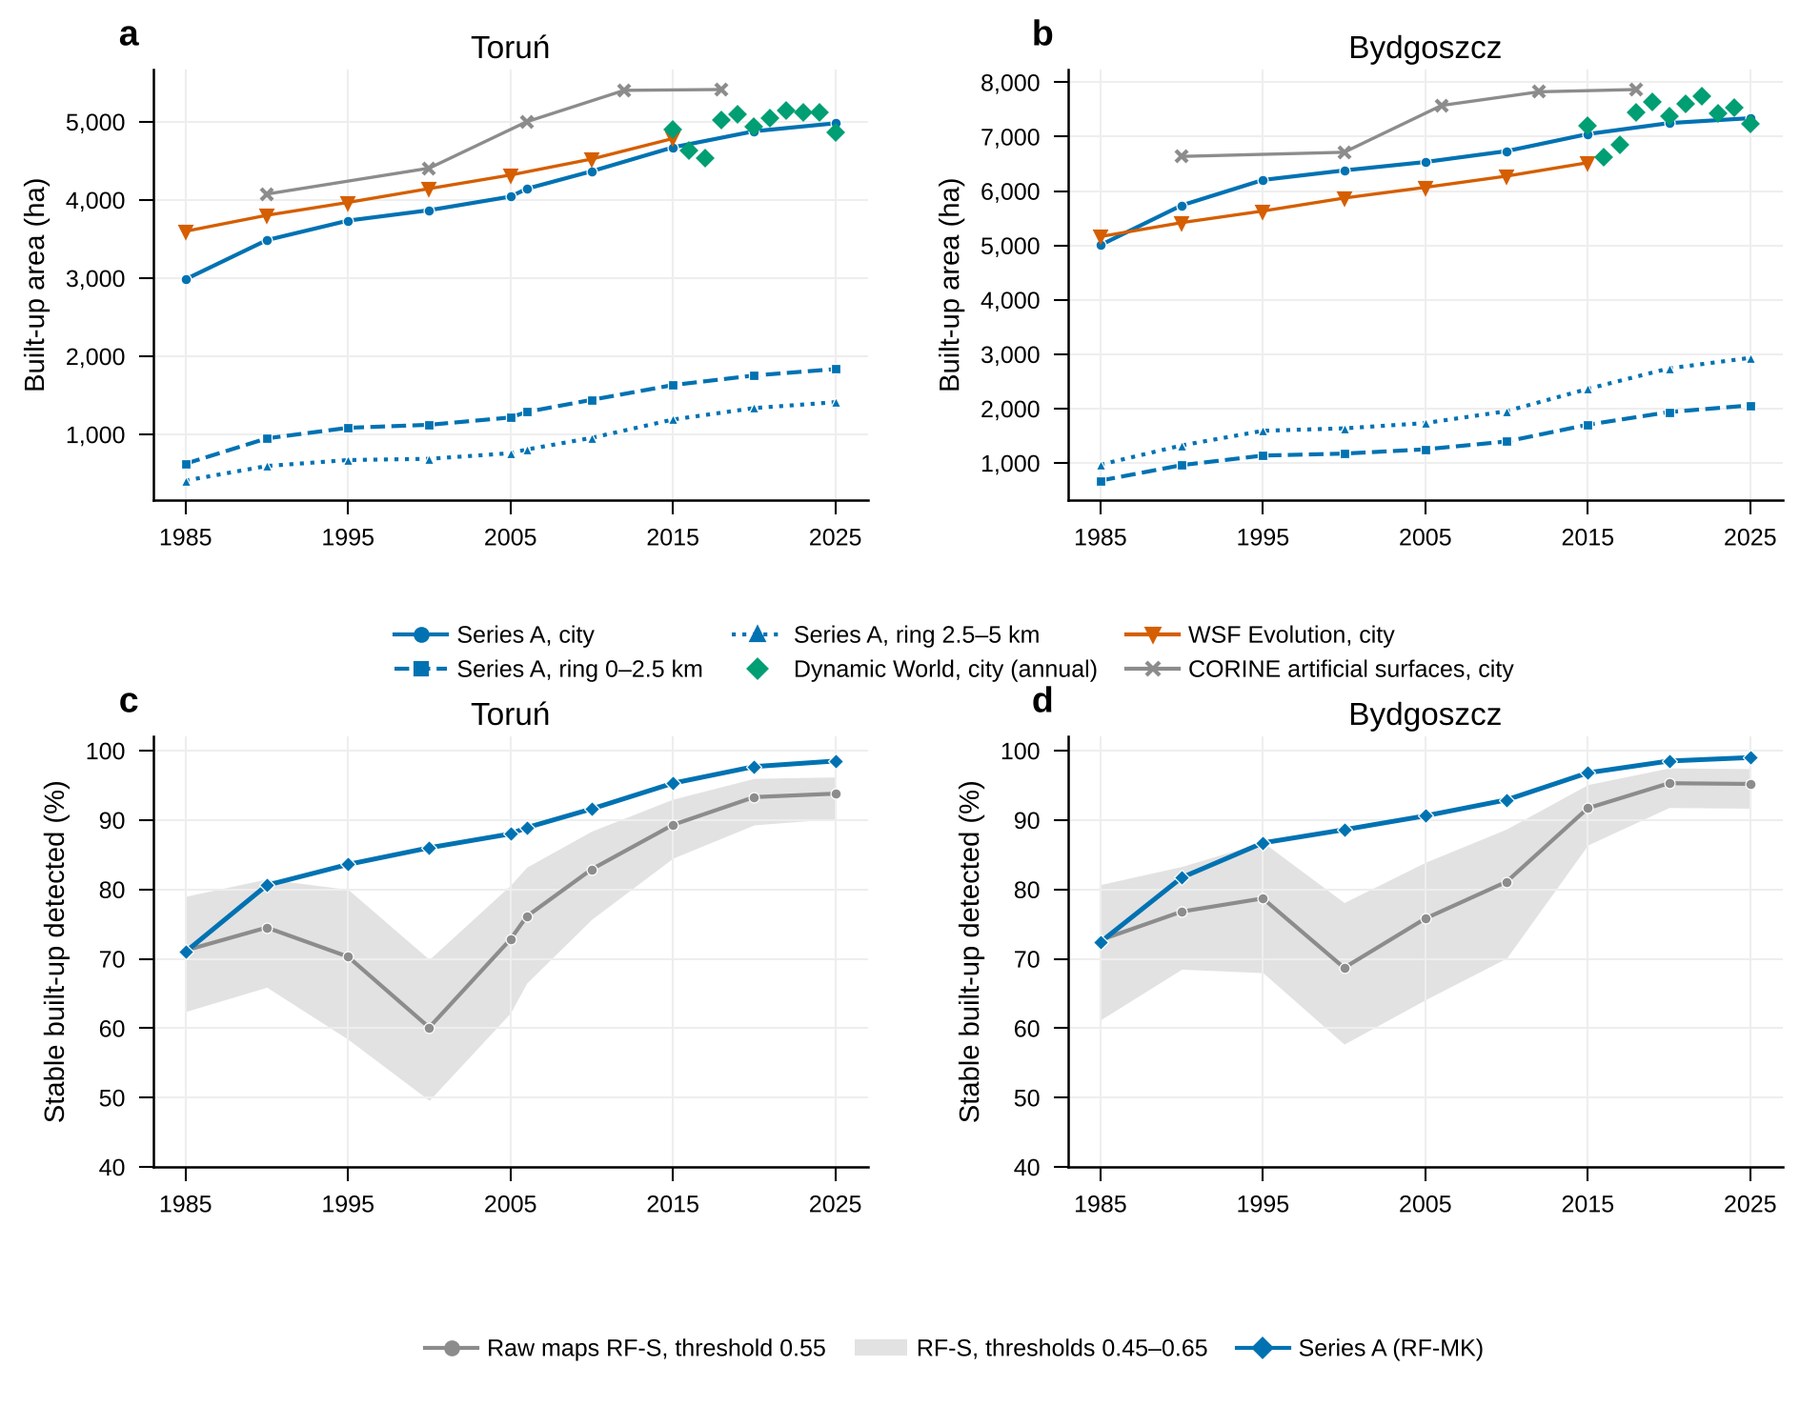 a
Toruń
Built-up area (ha)
5,000
4,000
3,000
2,000
1,000
1985 1995 2005 2015 2025
b
Bydgoszcz
Built-up area (ha)
8,000
7,000
6,000
5,000
4,000
3,000
2,000
1,000
1985 1995 2005 2015 2025
Series A, city Series A, ring 2.5–5 km WSF Evolution, city
Series A, ring 0–2.5 km Dynamic World, city (annual) CORINE artificial surfaces, city
c
Toruń
Stable built-up detected (%)
100
90
80
70
60
50
40
1985 1995 2005 2015 2025
d
Bydgoszcz
Stable built-up detected (%)
100
90
80
70
60
50
40
1985 1995 2005 2015 2025
Raw maps RF-S, threshold 0.55 RF-S, thresholds 0.45–0.65 Series A (RF-MK)